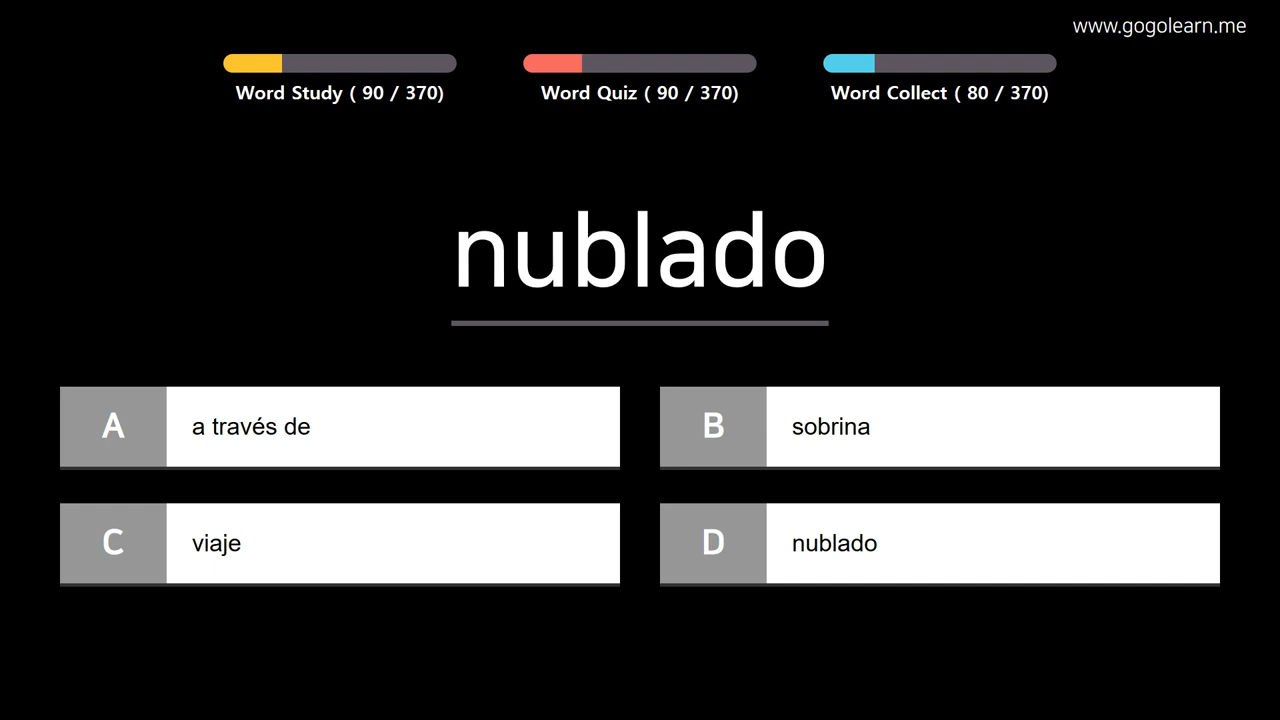 www.gogolearn.me
Word Study ( 90 / 370)
Word Quiz ( 90 / 370)
Word Collect ( 80 / 370)
nublado
A a través de
B sobrina
C viaje
D nublado